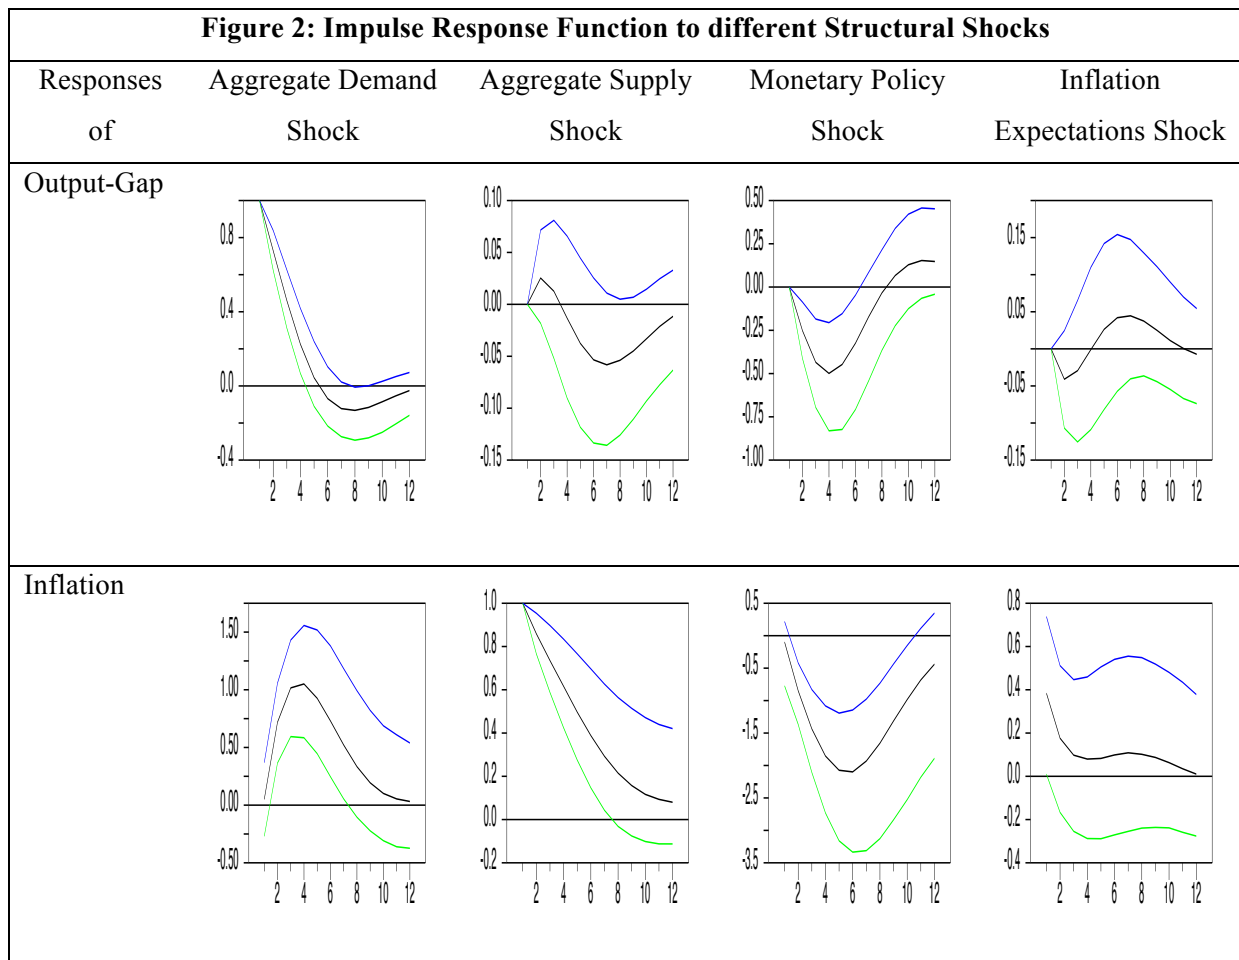 Figure 2: Impulse Response Function to different Structural Shocks
Responses of
Aggregate Demand Shock
Aggregate Supply Shock
Monetary Policy Shock
Inflation Expectations Shock
Output-Gap
0.8
0.4
0.0
-0.4
2 4 6 8 10 12
0.10
0.05
0.00
-0.05
-0.10
-0.15
2 4 6 8 10 12
0.50
0.25
0.00
-0.25
-0.50
-0.75
-1.00
2 4 6 8 10 12
0.15
0.05
-0.05
-0.15
2 4 6 8 10 12
Inflation
1.50
1.00
0.50
0.00
-0.50
2 4 6 8 10 12
1.0
0.8
0.6
0.4
0.2
0.0
-0.2
2 4 6 8 10 12
0.5
-0.5
-1.5
-2.5
-3.5
2 4 6 8 10 12
0.8
0.6
0.4
0.2
0.0
-0.2
-0.4
2 4 6 8 10 12